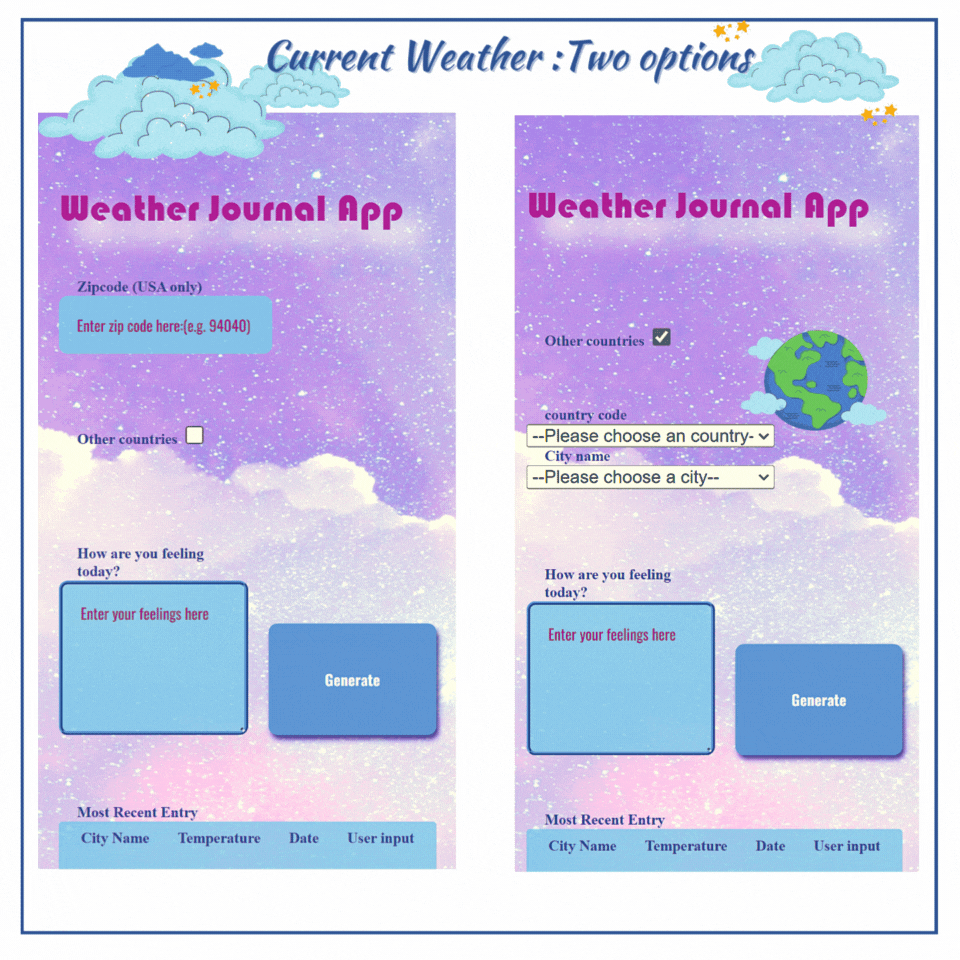 Current Weather :Two options
Weather Journal App
Zipcode (USA only)
Enter zip code here:(e.g. 94040)
Other countries
How are you feeling
today?
Enter your feelings here
Generate
Most Recent Entry
City Name Temperature Date User input
Weather Journal App
Other countries
country code
--Please choose an country-
City name
--Please choose a city--
How are you feeling
today?
Enter your feelings here
Generate
Most Recent Entry
City Name Temperature Date User input